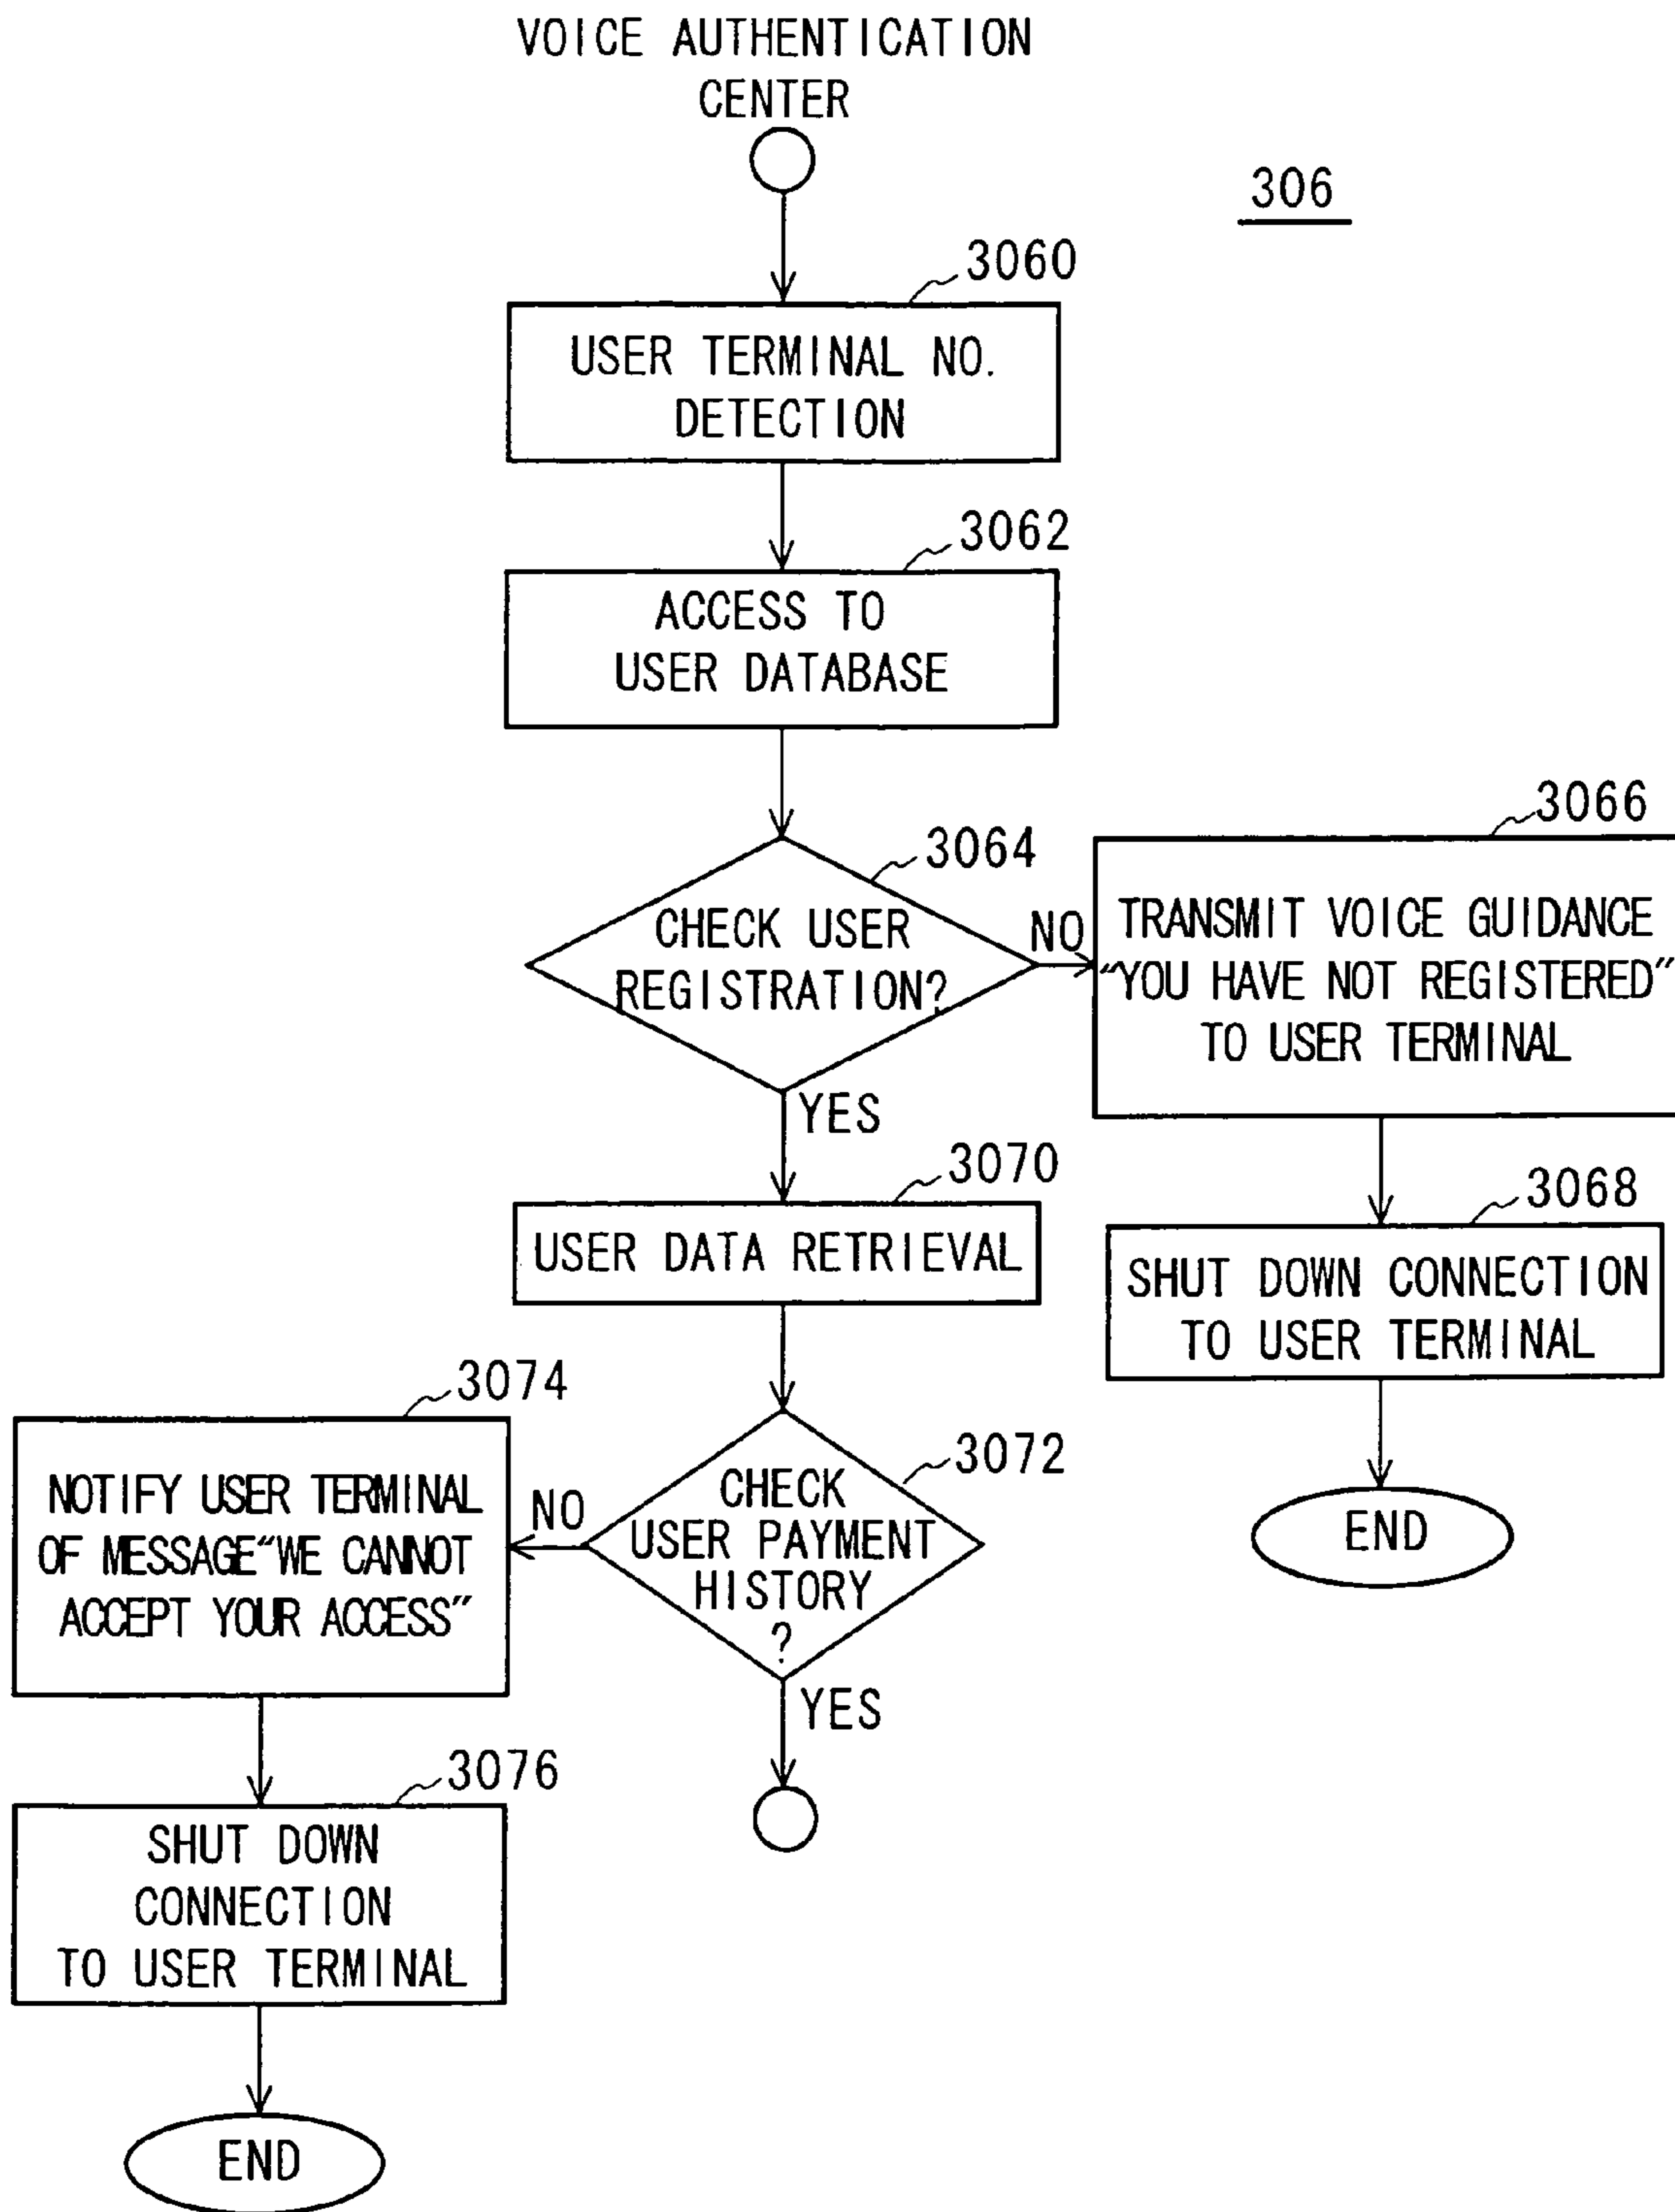 VOICE AUTHENTICATION
CENTER
306
3060
USER TERMINAL NO.
DETECTION
3062
ACCESS TO
USER DATABASE
3064
CHECK USER
REGISTRATION?
NO
YES
3066
TRANSMIT VOICE GUIDANCE
"YOU HAVE NOT REGISTERED"
TO USER TERMINAL
3068
SHUT DOWN CONNECTION
TO USER TERMINAL
END
3070
USER DATA RETRIEVAL
3072
CHECK
USER PAYMENT
HISTORY
?
NO
YES
3074
NOTIFY USER TERMINAL
OF MESSAGE"WE CANNOT
ACCEPT YOUR ACCESS"
3076
SHUT DOWN
CONNECTION
TO USER TERMINAL
END